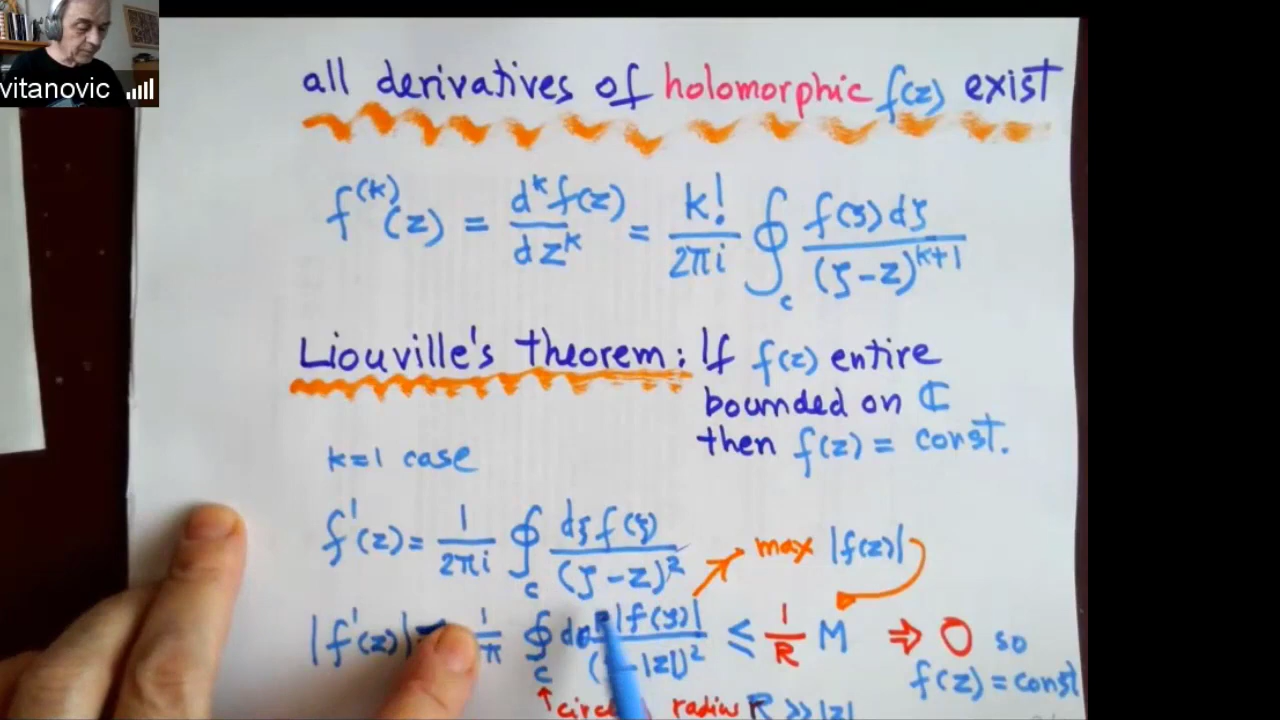 vitanovic
all derivatives of holomorphic f(z) exist
f^(k)(z) = d^k f(z) / dz^k = k! / 2πi ∮_c f(ζ) dζ / (ζ-z)^k+1
Liouville's theorem: If f(z) entire
bounded on ℂ
then f(z) = const.
k=1 case
f'(z) = 1 / 2πi ∮_c dζ f(ζ) / (ζ-z)²
max |f(z)|
|f'(z)| ∮_c |f(ζ)| |z|)² ≤ 1/R M ⇒ 0 so
f(z) = const
↑ radius R >> |z|